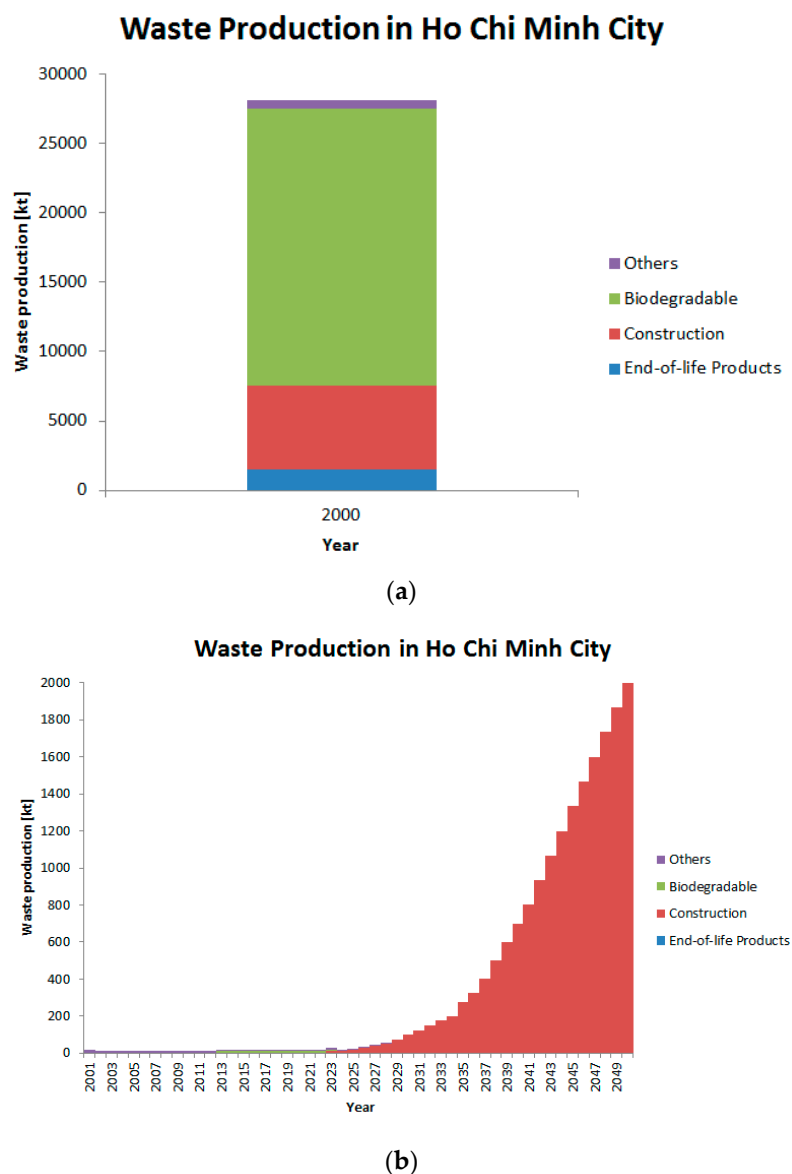 Waste Production in Ho Chi Minh City
30000
25000
20000
15000
10000
5000
0
Waste production [kt]
2000
Year
Others
Biodegradable
Construction
End-of-life Products
(a)
Waste Production in Ho Chi Minh City
2000
1800
1600
1400
1200
1000
800
600
400
200
0
Waste production [kt]
2001
2003
2005
2007
2009
2011
2013
2015
2017
2019
2021
2023
2025
2027
2029
2031
2033
2035
2037
2039
2041
2043
2045
2047
2049
Year
Others
Biodegradable
Construction
End-of-life Products
(b)